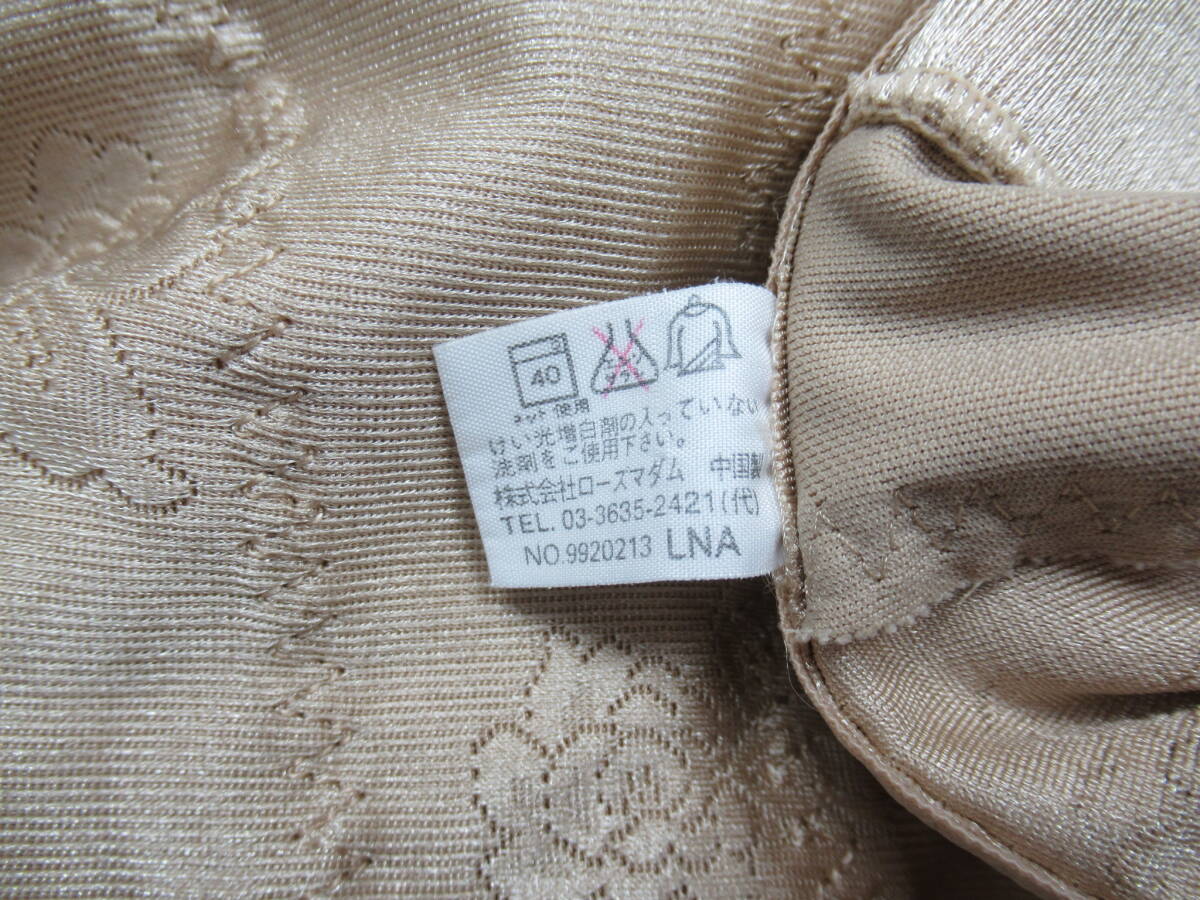 40
ネット使用
けい光増白剤の入っていない
洗剤をご使用下さい。
株式会社ローズマダム 中国製
TEL. 03-3635-2421(代)
NO.9920213 LNA